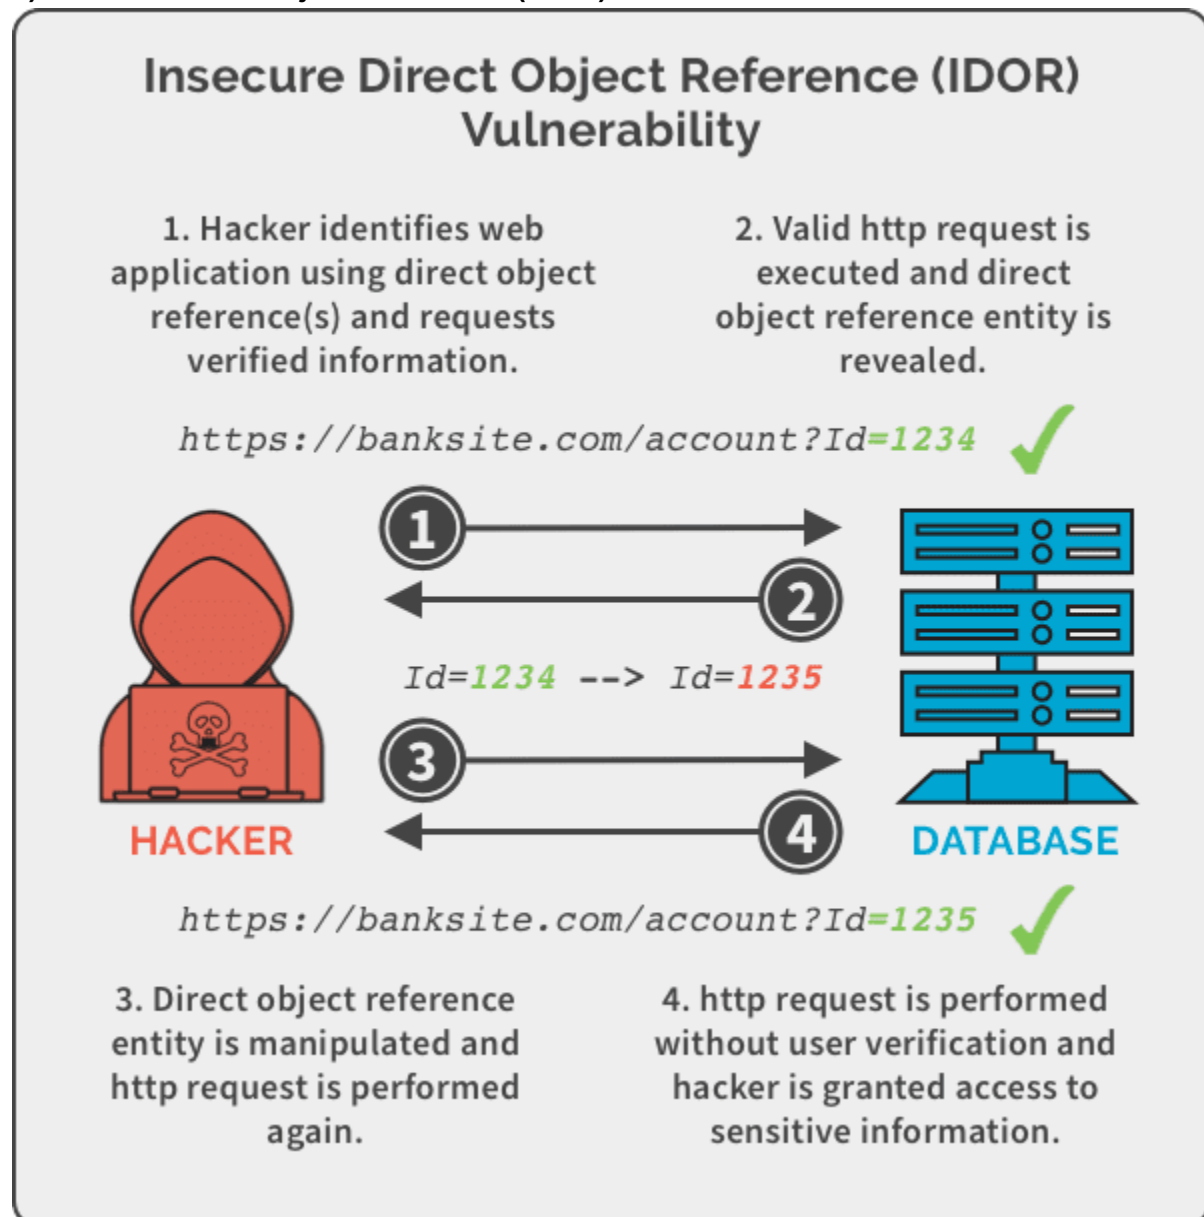 Insecure Direct Object Reference (IDOR)
Vulnerability
1. Hacker identifies web
application using direct object
reference(s) and requests
verified information.
2. Valid http request is
executed and direct
object reference entity is
revealed.
https://banksite.com/account?Id=1234
1
2
Id=1234 --> Id=1235
3
4
HACKER
DATABASE
https://banksite.com/account?Id=1235
3. Direct object reference
entity is manipulated and
http request is performed
again.
4. http request is performed
without user verification and
hacker is granted access to
sensitive information.